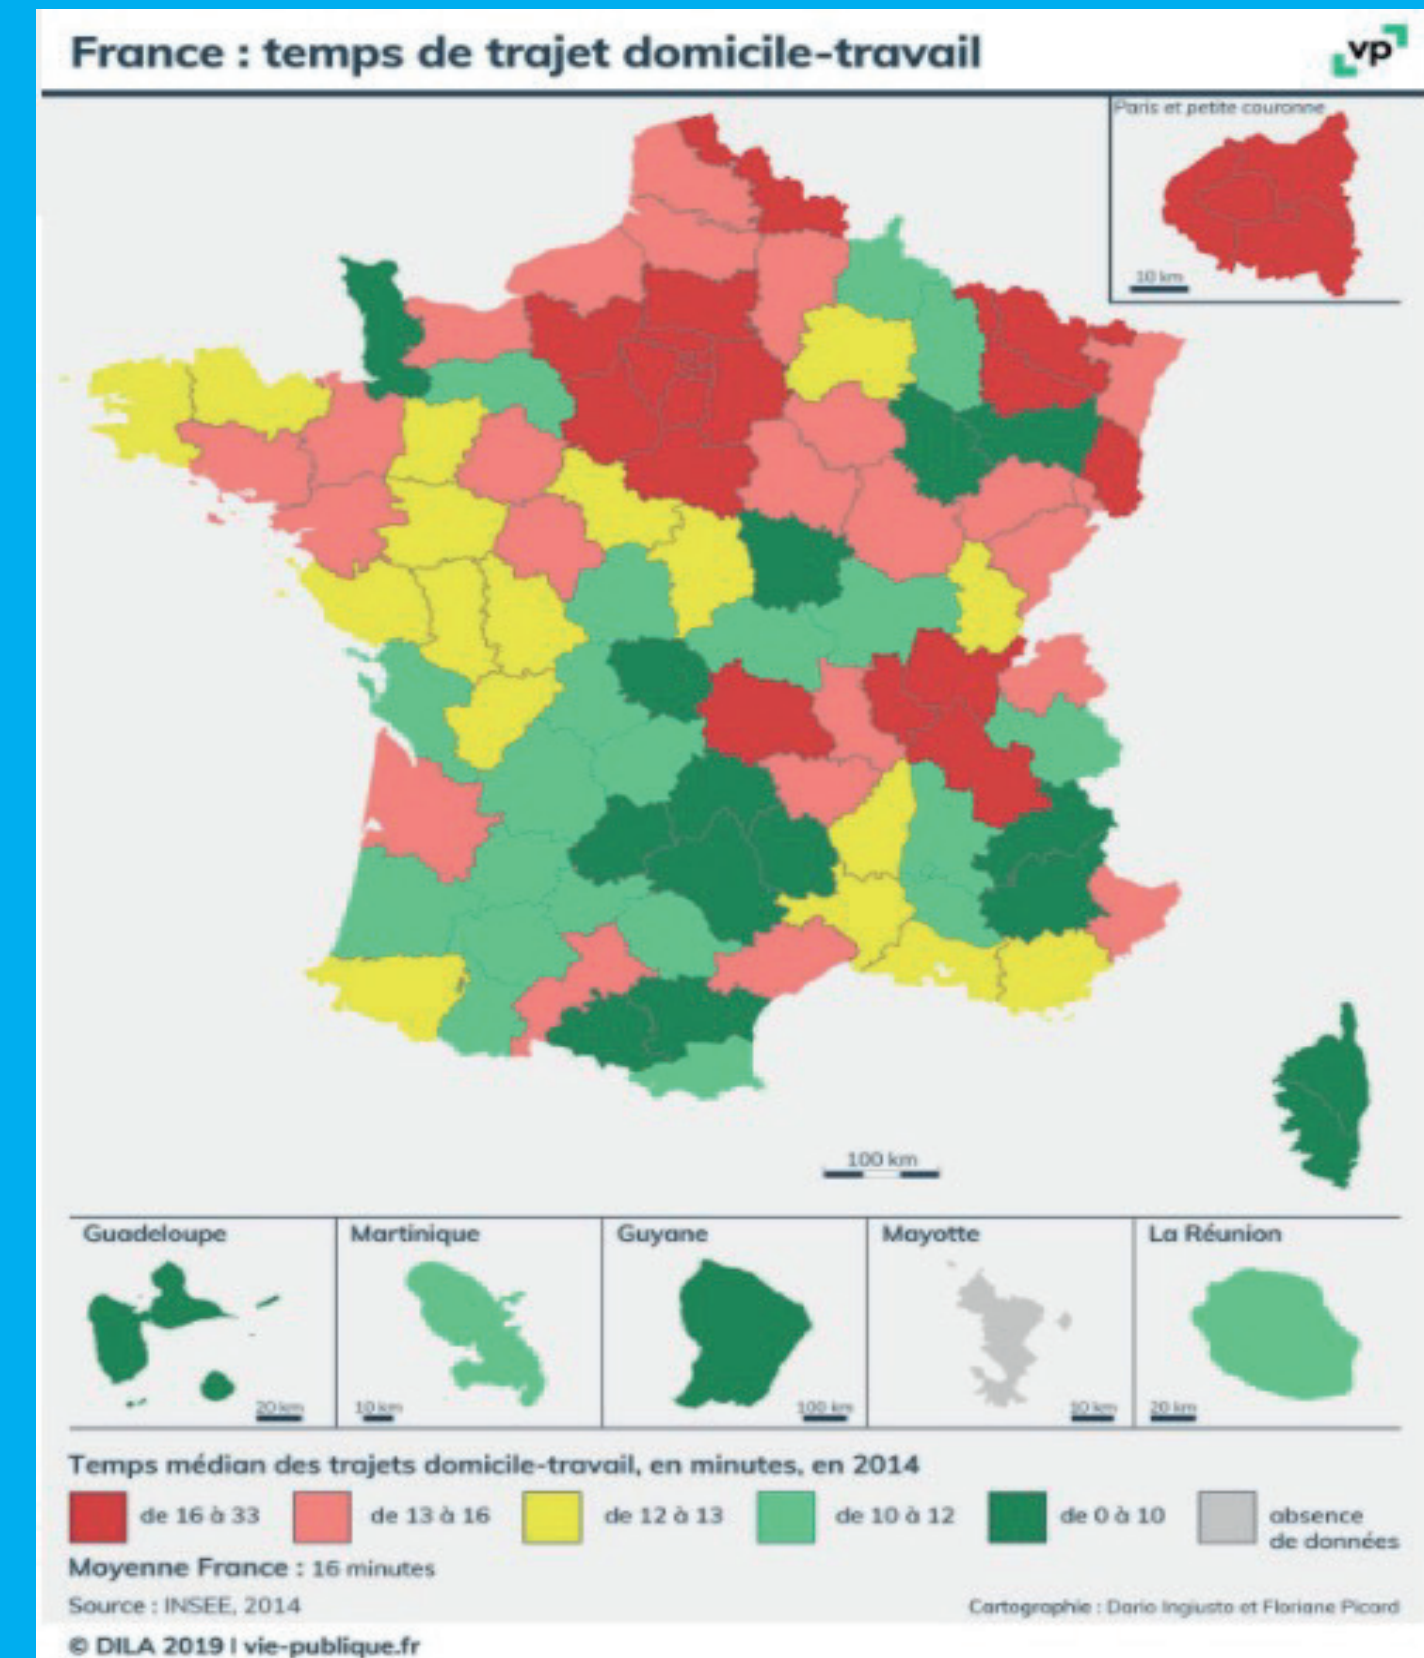 France : temps de trajet domicile-travail
vp
Paris et petite couronne
10 km
100 km
Guadeloupe
Martinique
Guyane
Mayotte
La Réunion
20 km
10 km
100 km
10 km
20 km
Temps médian des trajets domicile-travail, en minutes, en 2014
de 16 à 33
de 13 à 16
de 12 à 13
de 10 à 12
de 0 à 10
absence
de données
Moyenne France : 16 minutes
Source : INSEE, 2014
Cartographie : Dario Ingiusto et Floriane Picard
© DILA 2019 I vie-publique.fr